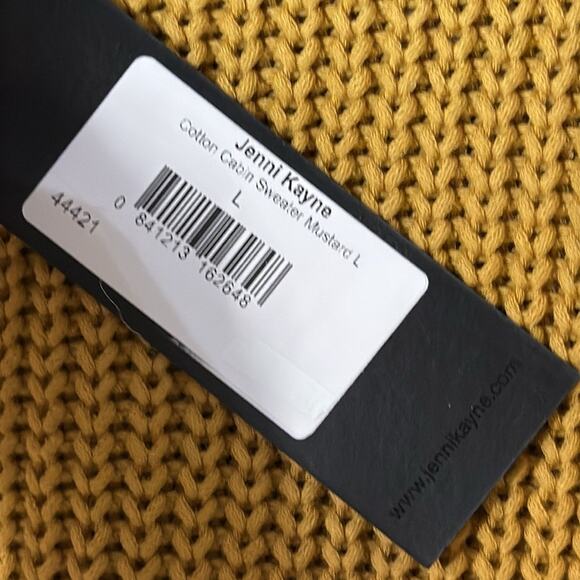 Jenni Kayne
Cotton Cabin Sweater Mustard L
L
0 841213 162648
44421
www.jennikayne.com